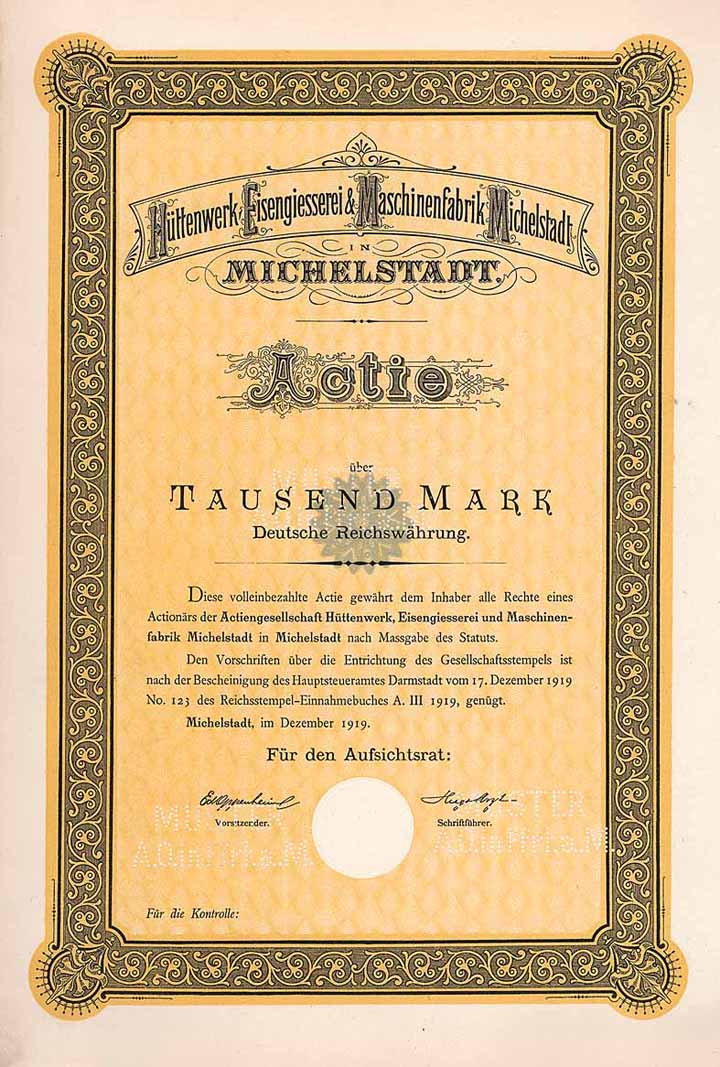 Hüttenwerk, Eisengiesserei & Maschinenfabrik Michelstadt
IN
MICHELSTADT.
Actie
über
TAUSEND MARK
Deutsche Reichswährung.
Diese volleinbezahlte Actie gewährt dem Inhaber alle Rechte eines
Actionärs der Actiengesellschaft Hüttenwerk, Eisengiesserei und Maschinen-
fabrik Michelstadt in Michelstadt nach Massgabe des Statuts.
Den Vorschriften über die Entrichtung des Gesellschaftsstempels ist
nach der Bescheinigung des Hauptsteueramtes Darmstadt vom 17. Dezember 1919
No. 123 des Reichsstempel-Einnahmebuches A. III 1919, genügt.
Michelstadt, im Dezember 1919.
Für den Aufsichtsrat:
Ed Oppenheimer
Vorsitzender.
Schriftführer.
MUSTER
Für die Kontrolle: